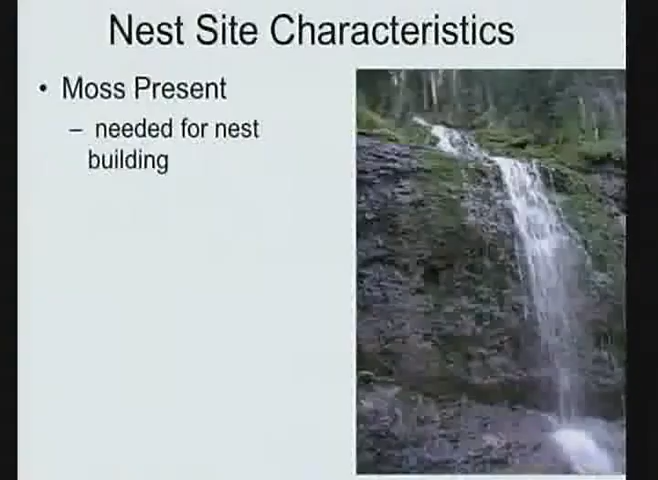 Nest Site Characteristics
• Moss Present
– needed for nest
building